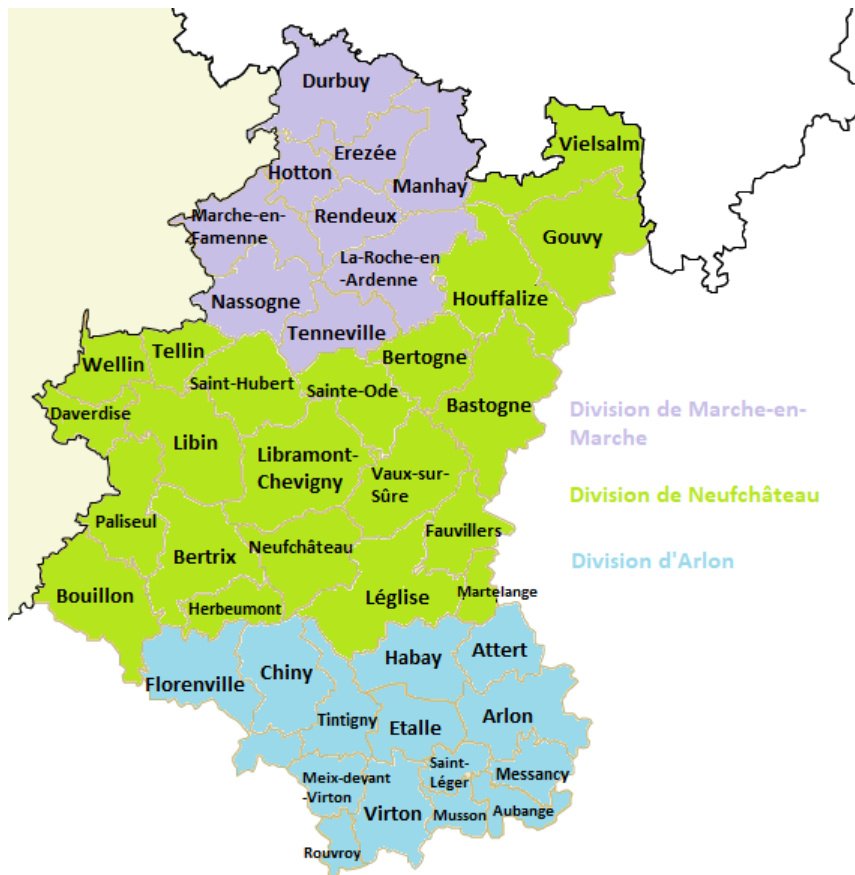 Durbuy
Vielsalm
Erezée
Hotton
Manhay
Marche-en-
Famenne
Rendeux
Gouvy
La-Roche-en
-Ardenne
Nassogne
Houffalize
Tenneville
Wellin
Tellin
Bertogne
Saint-Hubert
Sainte-Ode
Daverdise
Bastogne
Libin
Libramont-
Chevigny
Vaux-sur-
Sûre
Paliseul
Bertrix
Neufchâteau
Fauvillers
Bouillon
Herbeumont
Léglise
Martelange
Division de Marche-en-
Marche
Division de Neufchâteau
Division d'Arlon
Florenville
Chiny
Habay
Attert
Tintigny
Etalle
Arlon
Meix-devant
-Virton
Saint-
Léger
Messancy
Virton
Musson
Aubange
Rouvroy